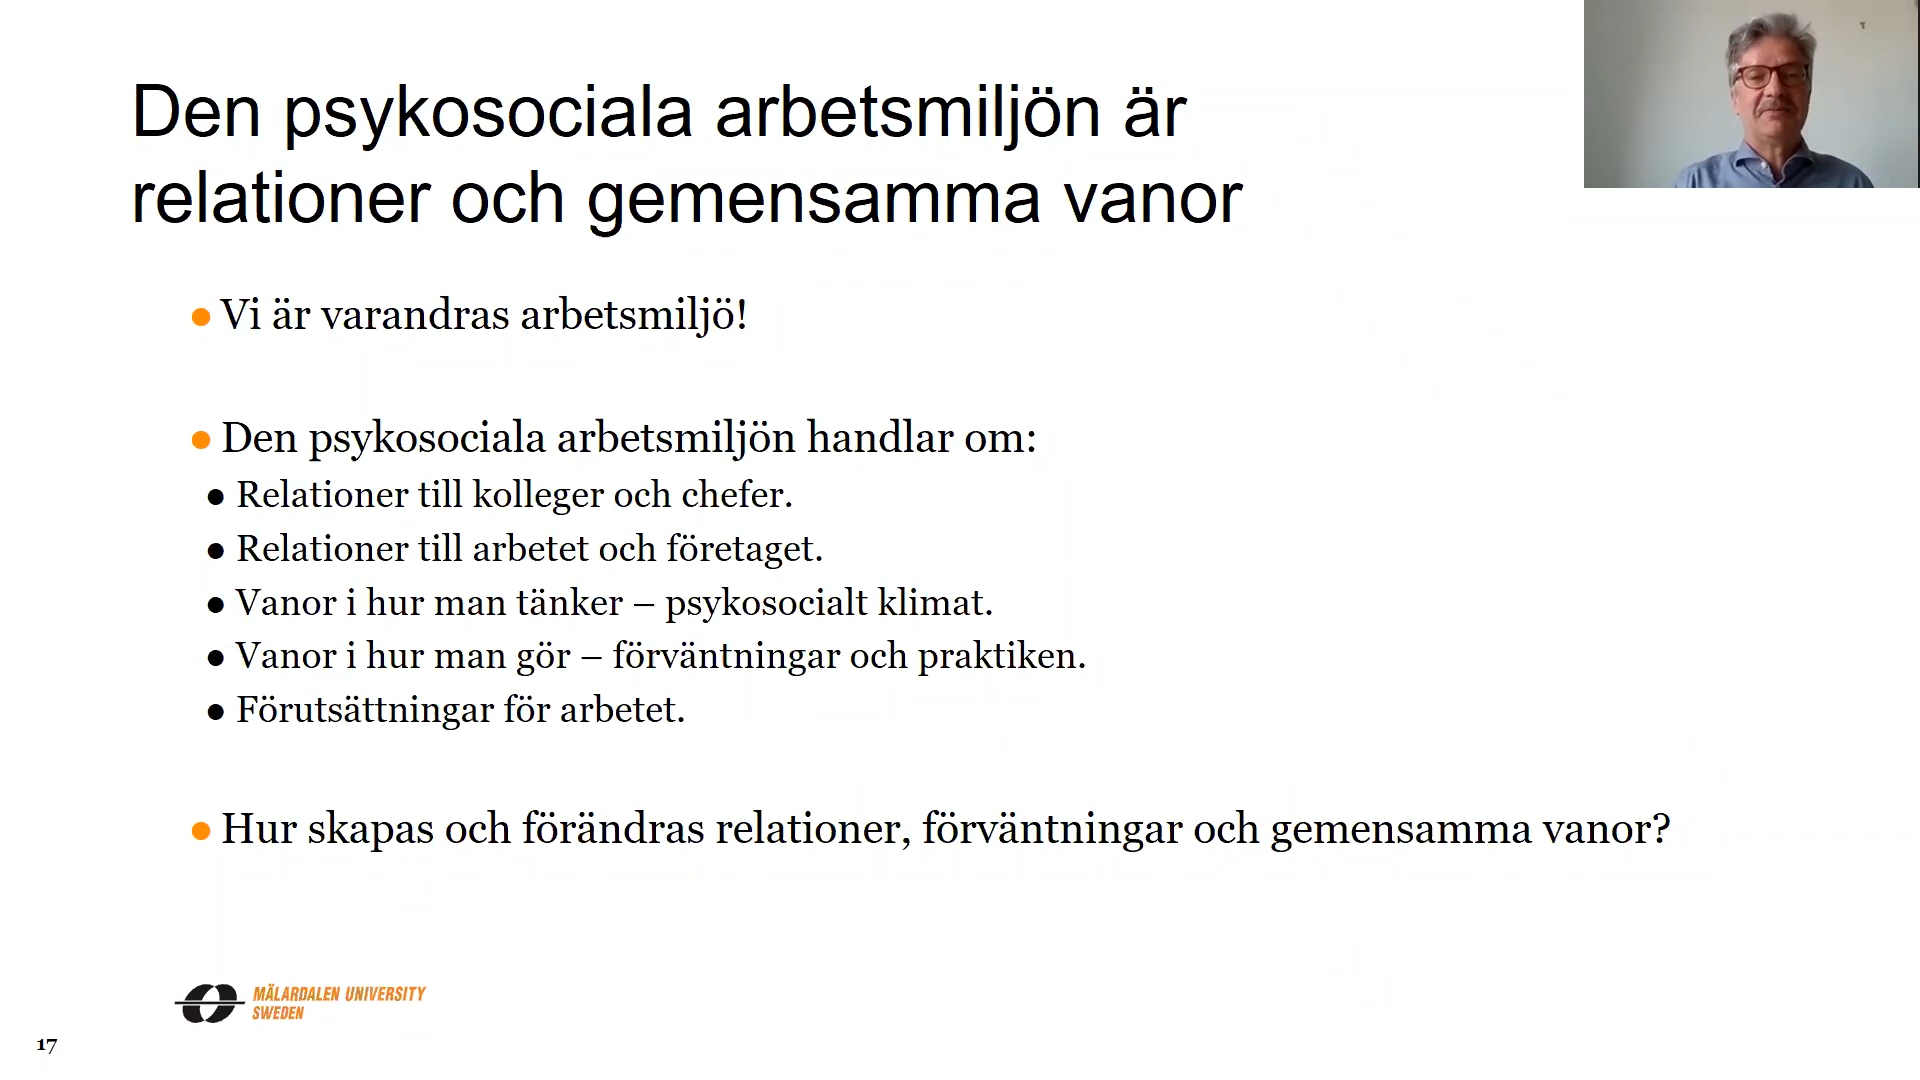 Den psykosociala arbetsmiljön är
relationer och gemensamma vanor
● Vi är varandras arbetsmiljö!
● Den psykosociala arbetsmiljön handlar om:
● Relationer till kolleger och chefer.
● Relationer till arbetet och företaget.
● Vanor i hur man tänker – psykosocialt klimat.
● Vanor i hur man gör – förväntningar och praktiken.
● Förutsättningar för arbetet.
● Hur skapas och förändras relationer, förväntningar och gemensamma vanor?
MÄLARDALEN UNIVERSITY
SWEDEN
17